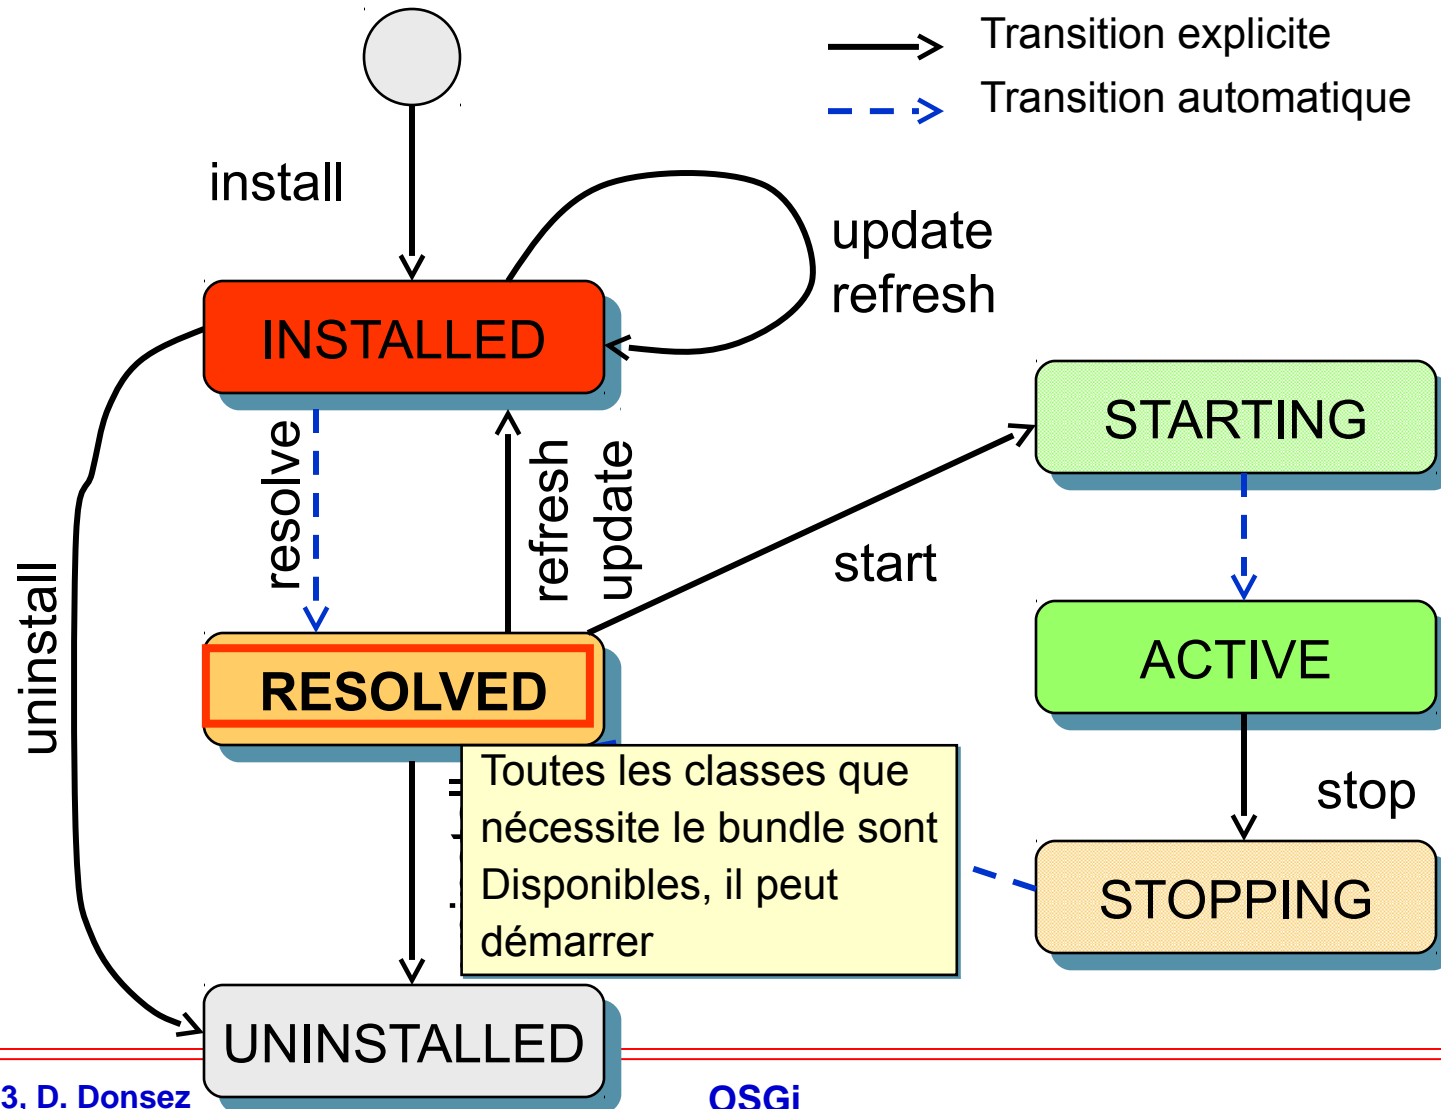 Transition explicite
Transition automatique
install
update
refresh
INSTALLED
STARTING
resolve
refresh
update
start
uninstall
RESOLVED
ACTIVE
Toutes les classes que
nécessite le bundle sont
Disponibles, il peut
démarrer
stop
STOPPING
UNINSTALLED
3, D. Donsez
OSGi